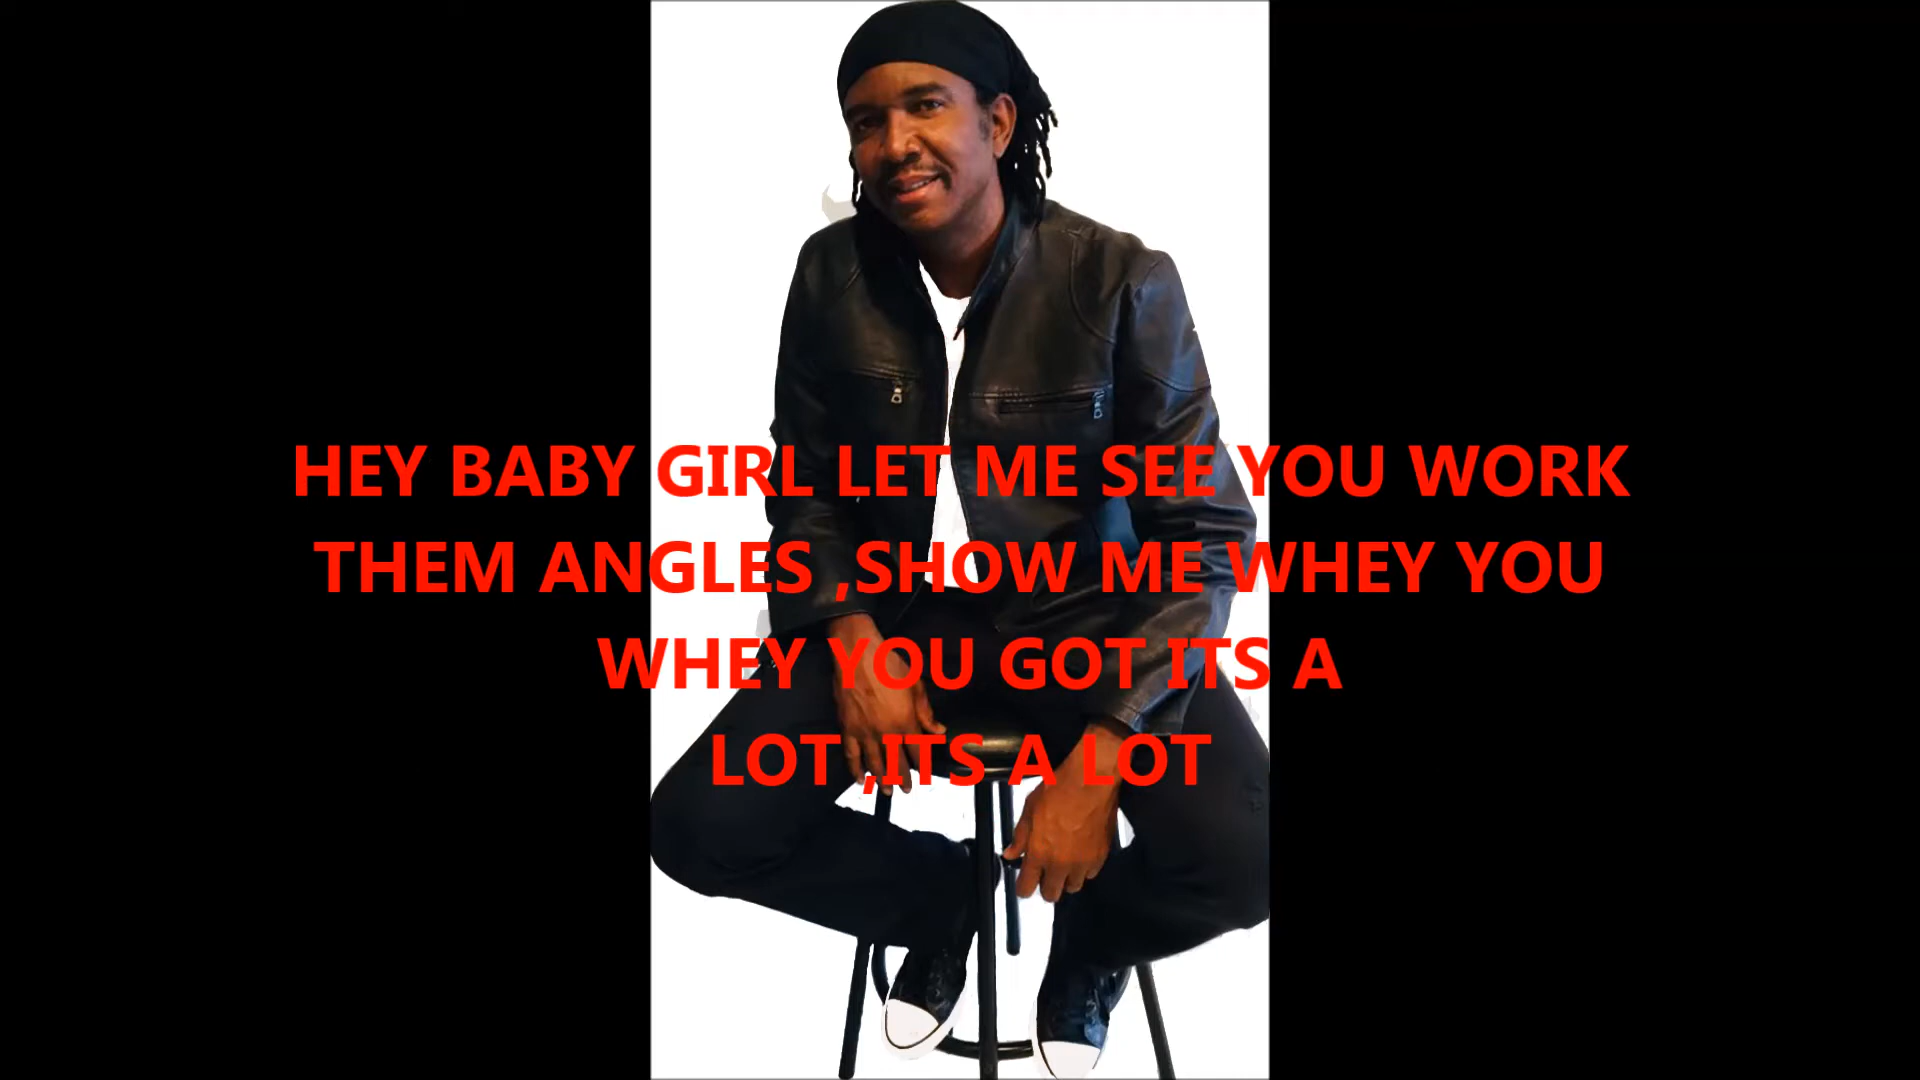 HEY BABY GIRL LET ME SEE YOU WORK
THEM ANGLES ,SHOW ME WHEY YOU
WHEY YOU GOT ITS A
LOT ,ITS A LOT